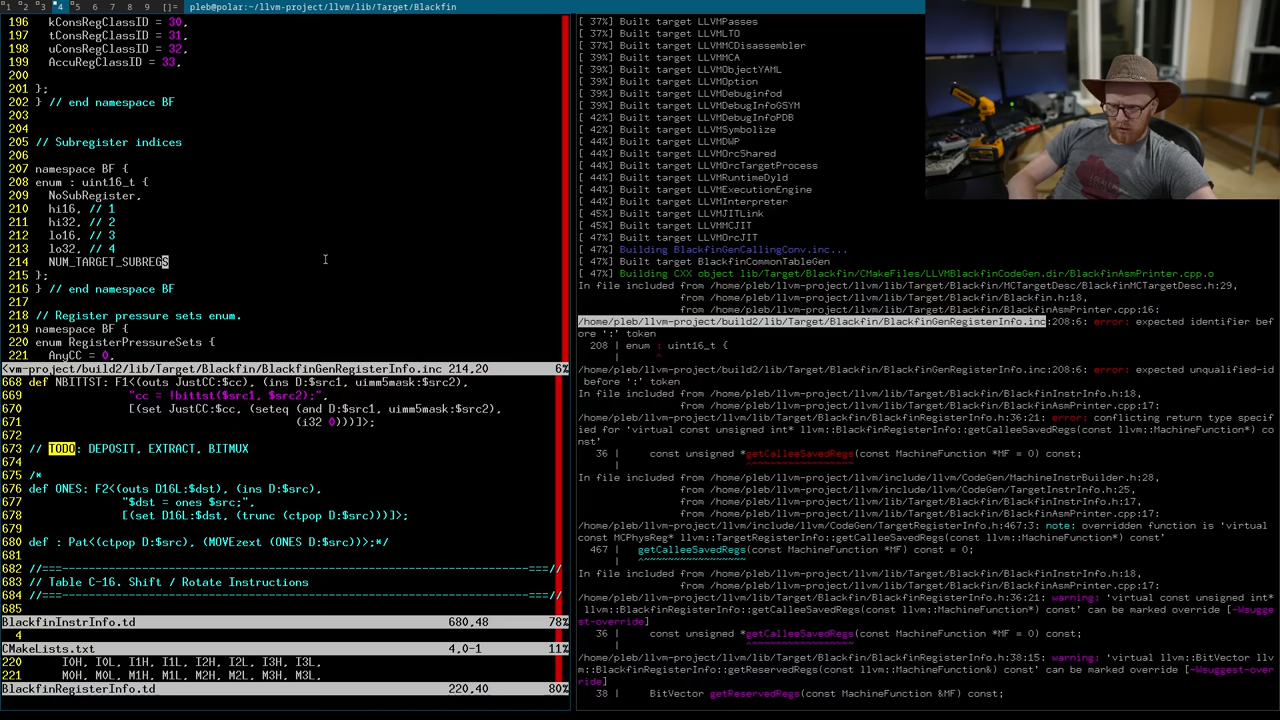 1 2 3 4 5 6 7 8 9 []= pleb@polar:~/llvm-project/llvm/lib/Target/Blackfin
196 kConsRegClassID = 30,
197 tConsRegClassID = 31,
198 uConsRegClassID = 32,
199 AccuRegClassID = 33,
200
201 };
202 } // end namespace BF
203
204
205 // Subregister indices
206
207 namespace BF {
208 enum : uint16_t {
209 NoSubRegister,
210 hi16, // 1
211 hi32, // 2
212 lo16, // 3
213 lo32, // 4
214 NUM_TARGET_SUBREGS
215 };
216 } // end namespace BF
217
218 // Register pressure sets enum.
219 namespace BF {
220 enum RegisterPressureSets {
221 AnyCC = 0,
<vm-project/build2/lib/Target/Blackfin/BlackfinGenRegisterInfo.inc 214,20 6%
668 def NBITTST: F1<(outs JustCC:$cc), (ins D:$src1, uimm5mask:$src2),
669 "cc = !bittst($src1, $src2);",
670 [(set JustCC:$cc, (seteq (and D:$src1, uimm5mask:$src2),
671 (i32 0)))]>;
672
673 // TODO: DEPOSIT, EXTRACT, BITMUX
674
675 /*
676 def ONES: F2<(outs D16L:$dst), (ins D:$src),
677 "$dst = ones $src;",
678 [(set D16L:$dst, (trunc (ctpop D:$src)))]>;
679
680 def : Pat<(ctpop D:$src), (MOVEzext (ONES D:$src))>;*/
681
682 //===----------------------------------------------------------------------===//
683 // Table C-16. Shift / Rotate Instructions
684 //===----------------------------------------------------------------------===//
685
BlackfinInstrInfo.td 680,48 78%
4
CMakeLists.txt 4,0-1 11%
220 I0H, I0L, I1H, I1L, I2H, I2L, I3H, I3L,
221 M0H, M0L, M1H, M1L, M2H, M2L, M3H, M3L,
BlackfinRegisterInfo.td 220,40 80%
[ 37%] Built target LLVMPasses
[ 37%] Built target LLVMLTO
[ 37%] Built target LLVMMCDisassembler
[ 39%] Built target LLVMMCA
[ 39%] Built target LLVMObjectYAML
[ 39%] Built target LLVMOption
[ 39%] Built target LLVMDebuginfod
[ 39%] Built target LLVMDebugInfoGSYM
[ 42%] Built target LLVMDebugInfoPDB
[ 42%] Built target LLVMSymbolize
[ 44%] Built target LLVMDWP
[ 44%] Built target LLVMOrcShared
[ 44%] Built target LLVMOrcTargetProcess
[ 44%] Built target LLVMRuntimeDyld
[ 44%] Built target LLVMExecutionEngine
[ 44%] Built target LLVMInterpreter
[ 45%] Built target LLVMJITLink
[ 45%] Built target LLVMMCJIT
[ 47%] Built target LLVMOrcJIT
[ 47%] Building BlackfinGenCallingConv.inc...
[ 47%] Built target BlackfinCommonTableGen
[ 47%] Building CXX object lib/Target/Blackfin/CMakeFiles/LLVMBlackfinCodeGen.dir/BlackfinAsmPrinter.cpp.o
In file included from /home/pleb/llvm-project/llvm/lib/Target/Blackfin/MCTargetDesc/BlackfinMCTargetDesc.h:29,
from /home/pleb/llvm-project/llvm/lib/Target/Blackfin/Blackfin.h:18,
from /home/pleb/llvm-project/llvm/lib/Target/Blackfin/BlackfinAsmPrinter.cpp:16:
/home/pleb/llvm-project/build2/lib/Target/Blackfin/BlackfinGenRegisterInfo.inc:208:6: error: expected identifier bef
ore ':' token
208 | enum : uint16_t {
| ^
/home/pleb/llvm-project/build2/lib/Target/Blackfin/BlackfinGenRegisterInfo.inc:208:6: error: expected unqualified-id
before ':' token
In file included from /home/pleb/llvm-project/llvm/lib/Target/Blackfin/BlackfinInstrInfo.h:18,
from /home/pleb/llvm-project/llvm/lib/Target/Blackfin/BlackfinAsmPrinter.cpp:17:
/home/pleb/llvm-project/llvm/lib/Target/Blackfin/BlackfinRegisterInfo.h:36:21: error: conflicting return type specif
ied for 'virtual const unsigned int* llvm::BlackfinRegisterInfo::getCalleeSavedRegs(const llvm::MachineFunction*) co
nst'
36 | const unsigned *getCalleeSavedRegs(const MachineFunction *MF = 0) const;
| ^~~~~~~~~~~~~~~~~~
In file included from /home/pleb/llvm-project/llvm/include/llvm/CodeGen/MachineInstrBuilder.h:28,
from /home/pleb/llvm-project/llvm/include/llvm/CodeGen/TargetInstrInfo.h:25,
from /home/pleb/llvm-project/llvm/lib/Target/Blackfin/BlackfinInstrInfo.h:17,
from /home/pleb/llvm-project/llvm/lib/Target/Blackfin/BlackfinAsmPrinter.cpp:17:
/home/pleb/llvm-project/llvm/include/llvm/CodeGen/TargetRegisterInfo.h:467:3: note: overridden function is 'virtual
const MCPhysReg* llvm::TargetRegisterInfo::getCalleeSavedRegs(const llvm::MachineFunction*) const'
467 | getCalleeSavedRegs(const MachineFunction *MF) const = 0;
| ^~~~~~~~~~~~~~~~~~
In file included from /home/pleb/llvm-project/llvm/lib/Target/Blackfin/BlackfinInstrInfo.h:18,
from /home/pleb/llvm-project/llvm/lib/Target/Blackfin/BlackfinAsmPrinter.cpp:17:
/home/pleb/llvm-project/llvm/lib/Target/Blackfin/BlackfinRegisterInfo.h:36:21: warning: 'virtual const unsigned int*
llvm::BlackfinRegisterInfo::getCalleeSavedRegs(const llvm::MachineFunction*) const' can be marked override [-Wsugge
st-override]
36 | const unsigned *getCalleeSavedRegs(const MachineFunction *MF = 0) const;
| ^~~~~~~~~~~~~~~~~~
/home/pleb/llvm-project/llvm/lib/Target/Blackfin/BlackfinRegisterInfo.h:38:15: warning: 'virtual llvm::BitVector llv
m::BlackfinRegisterInfo::getReservedRegs(const llvm::MachineFunction&) const' can be marked override [-Wsuggest-over
ride]
38 | BitVector getReservedRegs(const MachineFunction &MF) const;